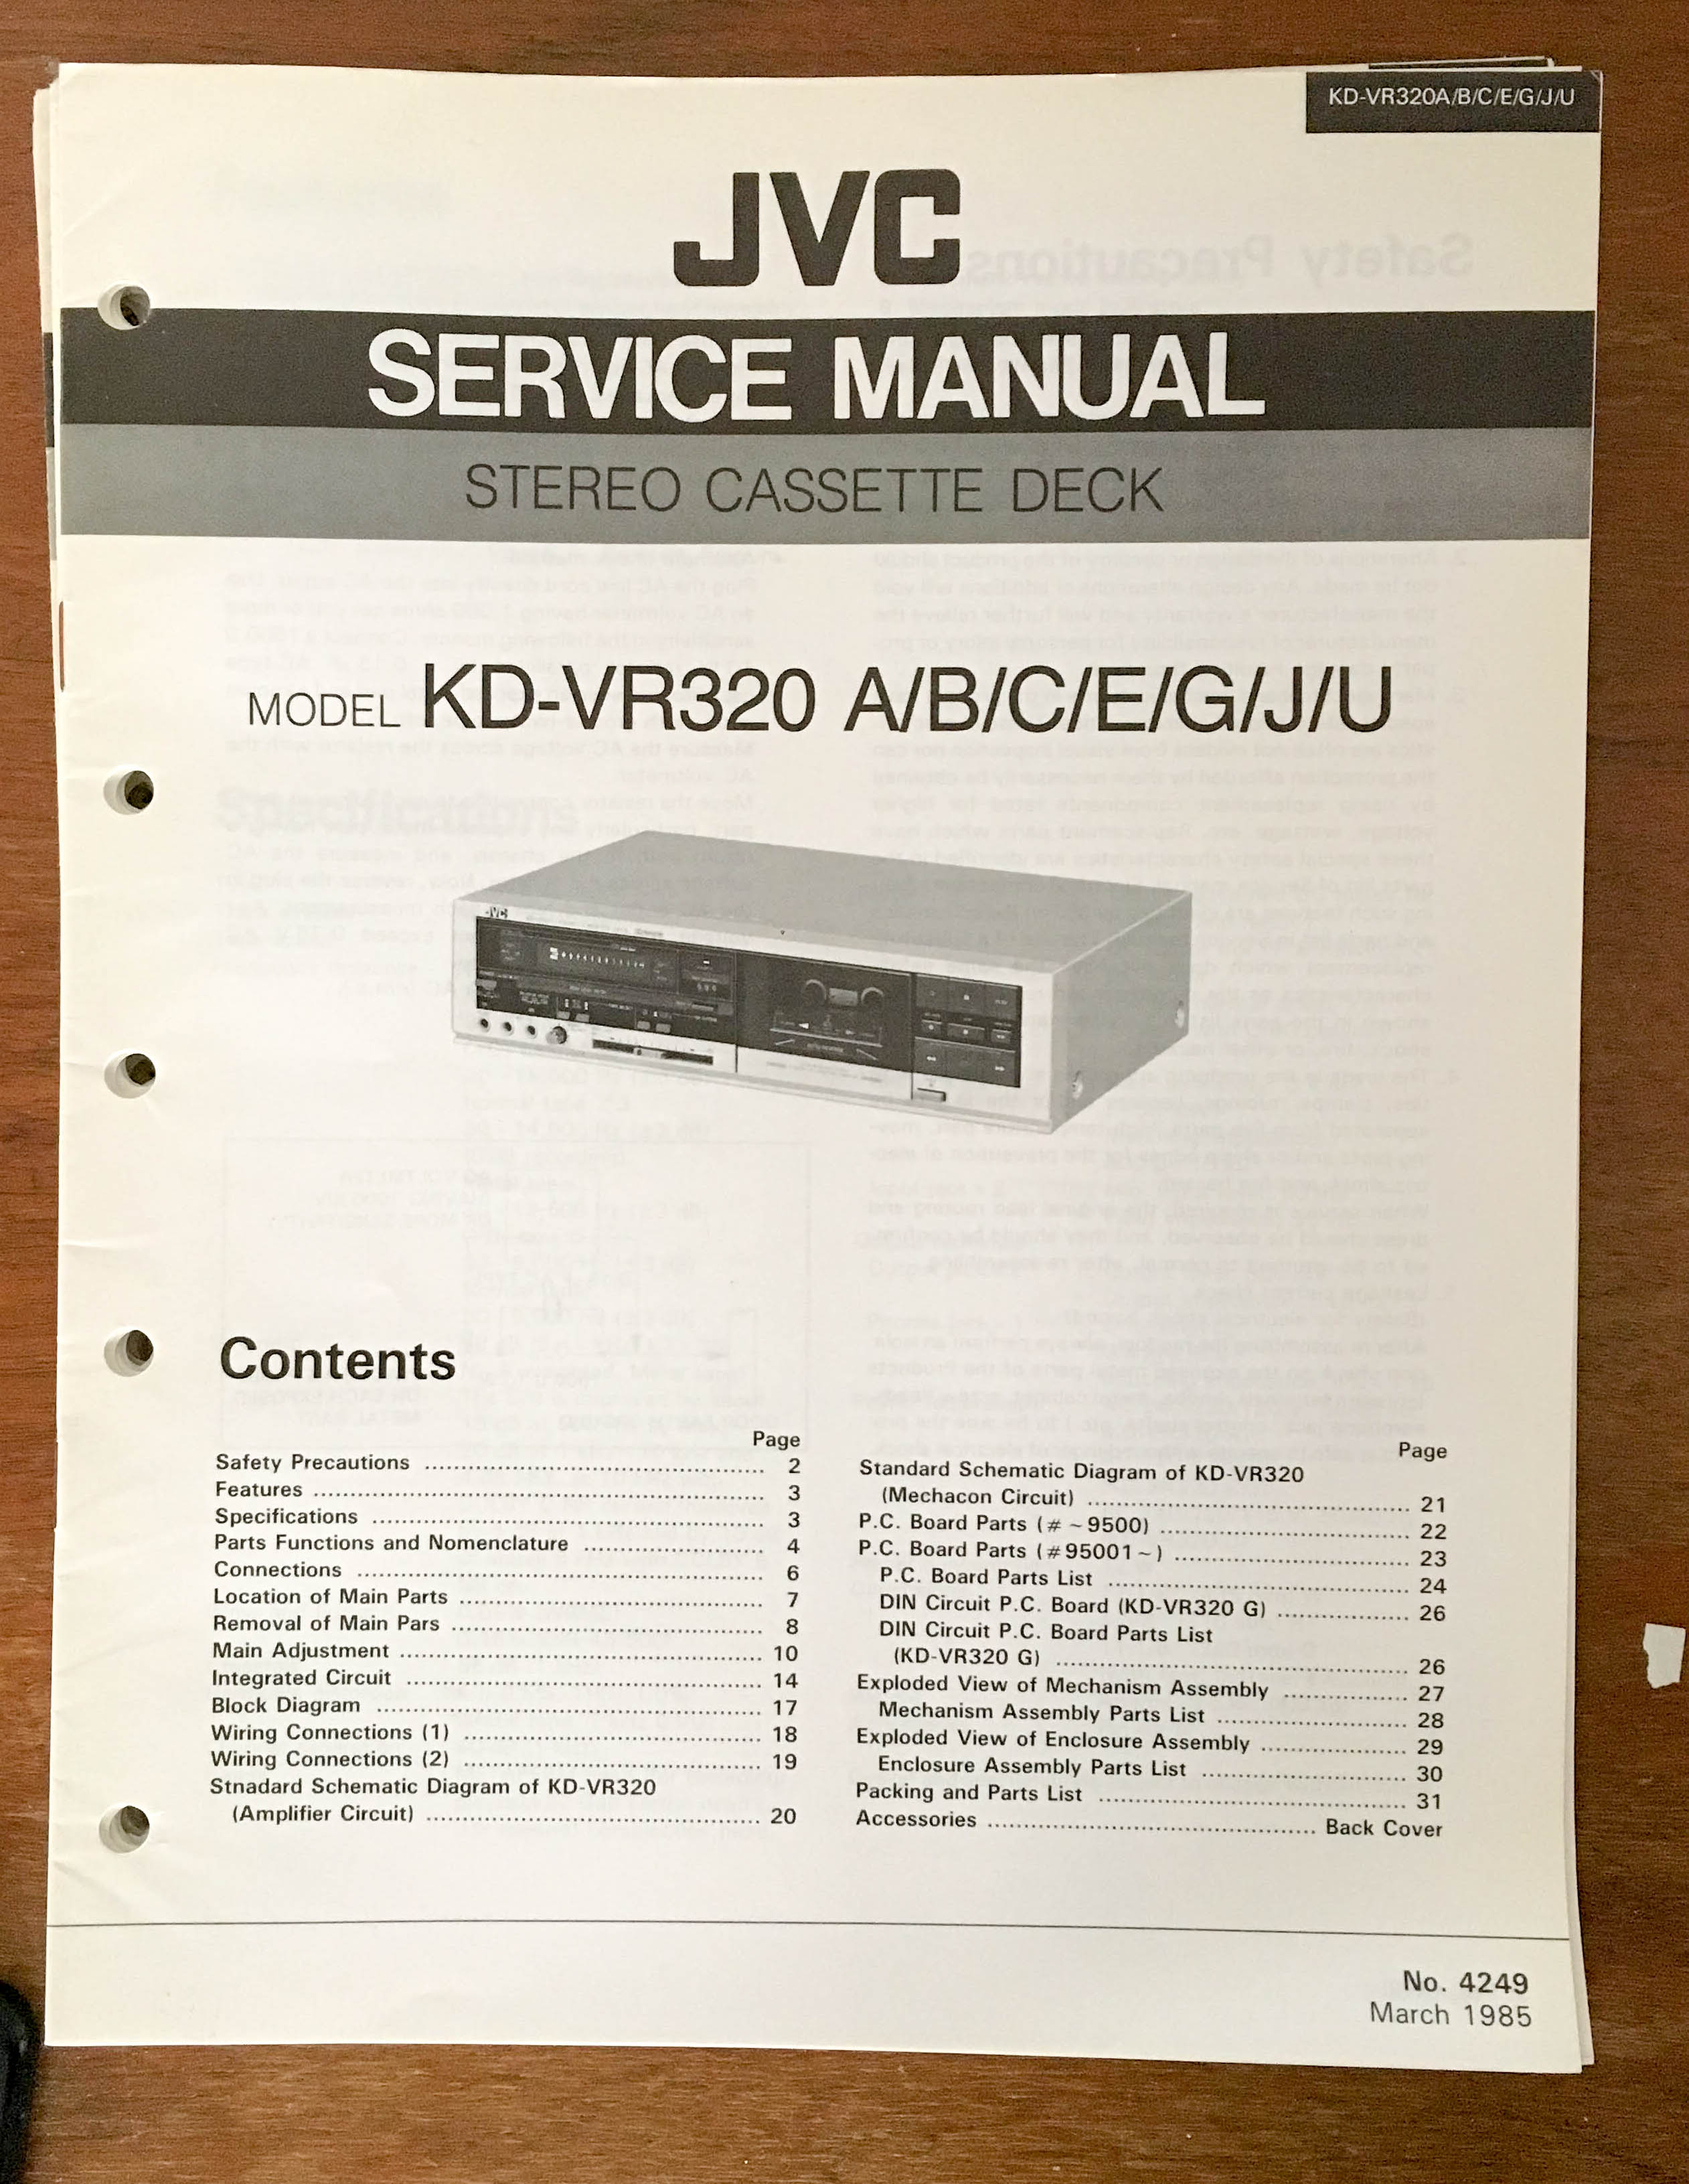 KD-VR320A/B/C/E/G/J/U
JVC
SERVICE MANUAL
STEREO CASSETTE DECK
MODEL KD-VR320 A/B/C/E/G/J/U
JVC
Contents
Page
Safety Precautions ........ 2
Features ........ 3
Specifications ........ 3
Parts Functions and Nomenclature ........ 4
Connections ........ 6
Location of Main Parts ........ 7
Removal of Main Pars ........ 8
Main Adjustment ........ 10
Integrated Circuit ........ 14
Block Diagram ........ 17
Wiring Connections (1) ........ 18
Wiring Connections (2) ........ 19
Stnadard Schematic Diagram of KD-VR320
(Amplifier Circuit) ........ 20
Page
Standard Schematic Diagram of KD-VR320
(Mechacon Circuit) ........ 21
P.C. Board Parts (# ~ 9500) ........ 22
P.C. Board Parts (#95001 ~) ........ 23
P.C. Board Parts List ........ 24
DIN Circuit P.C. Board (KD-VR320 G) ........ 26
DIN Circuit P.C. Board Parts List
(KD-VR320 G) ........ 26
Exploded View of Mechanism Assembly ........ 27
Mechanism Assembly Parts List ........ 28
Exploded View of Enclosure Assembly ........ 29
Enclosure Assembly Parts List ........ 30
Packing and Parts List ........ 31
Accessories ........ Back Cover
No. 4249
March 1985